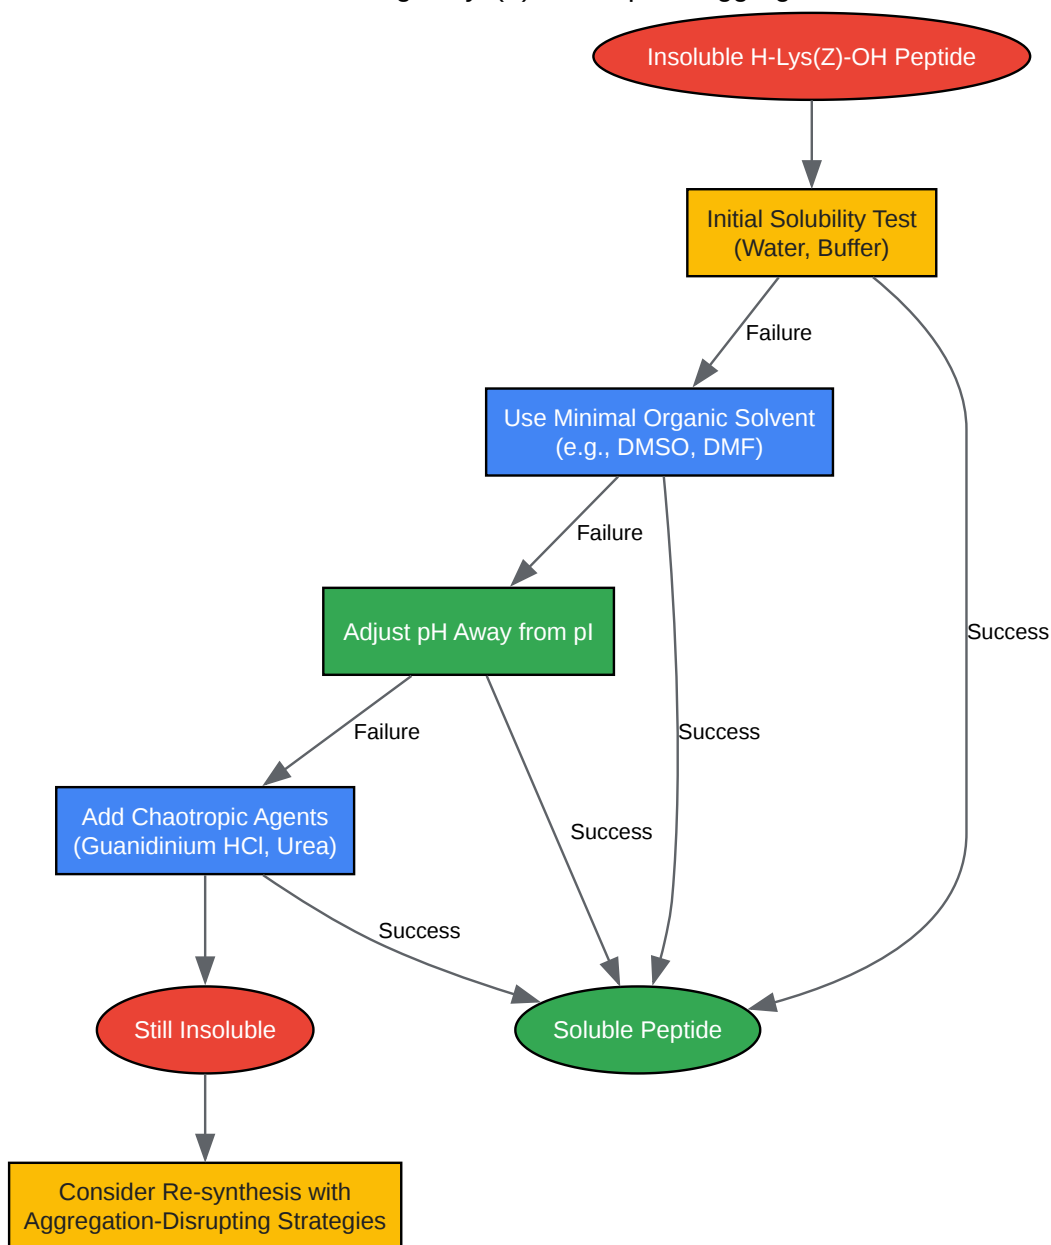 Insoluble H-Lys(Z)-OH Peptide
Initial Solubility Test
(Water, Buffer)
Failure
Use Minimal Organic Solvent
(e.g., DMSO, DMF)
Failure
Adjust pH Away from pI
Success
Failure
Success
Add Chaotropic Agents
(Guanidinium HCl, Urea)
Success
Success
Still Insoluble
Soluble Peptide
Consider Re-synthesis with
Aggregation-Disrupting Strategies